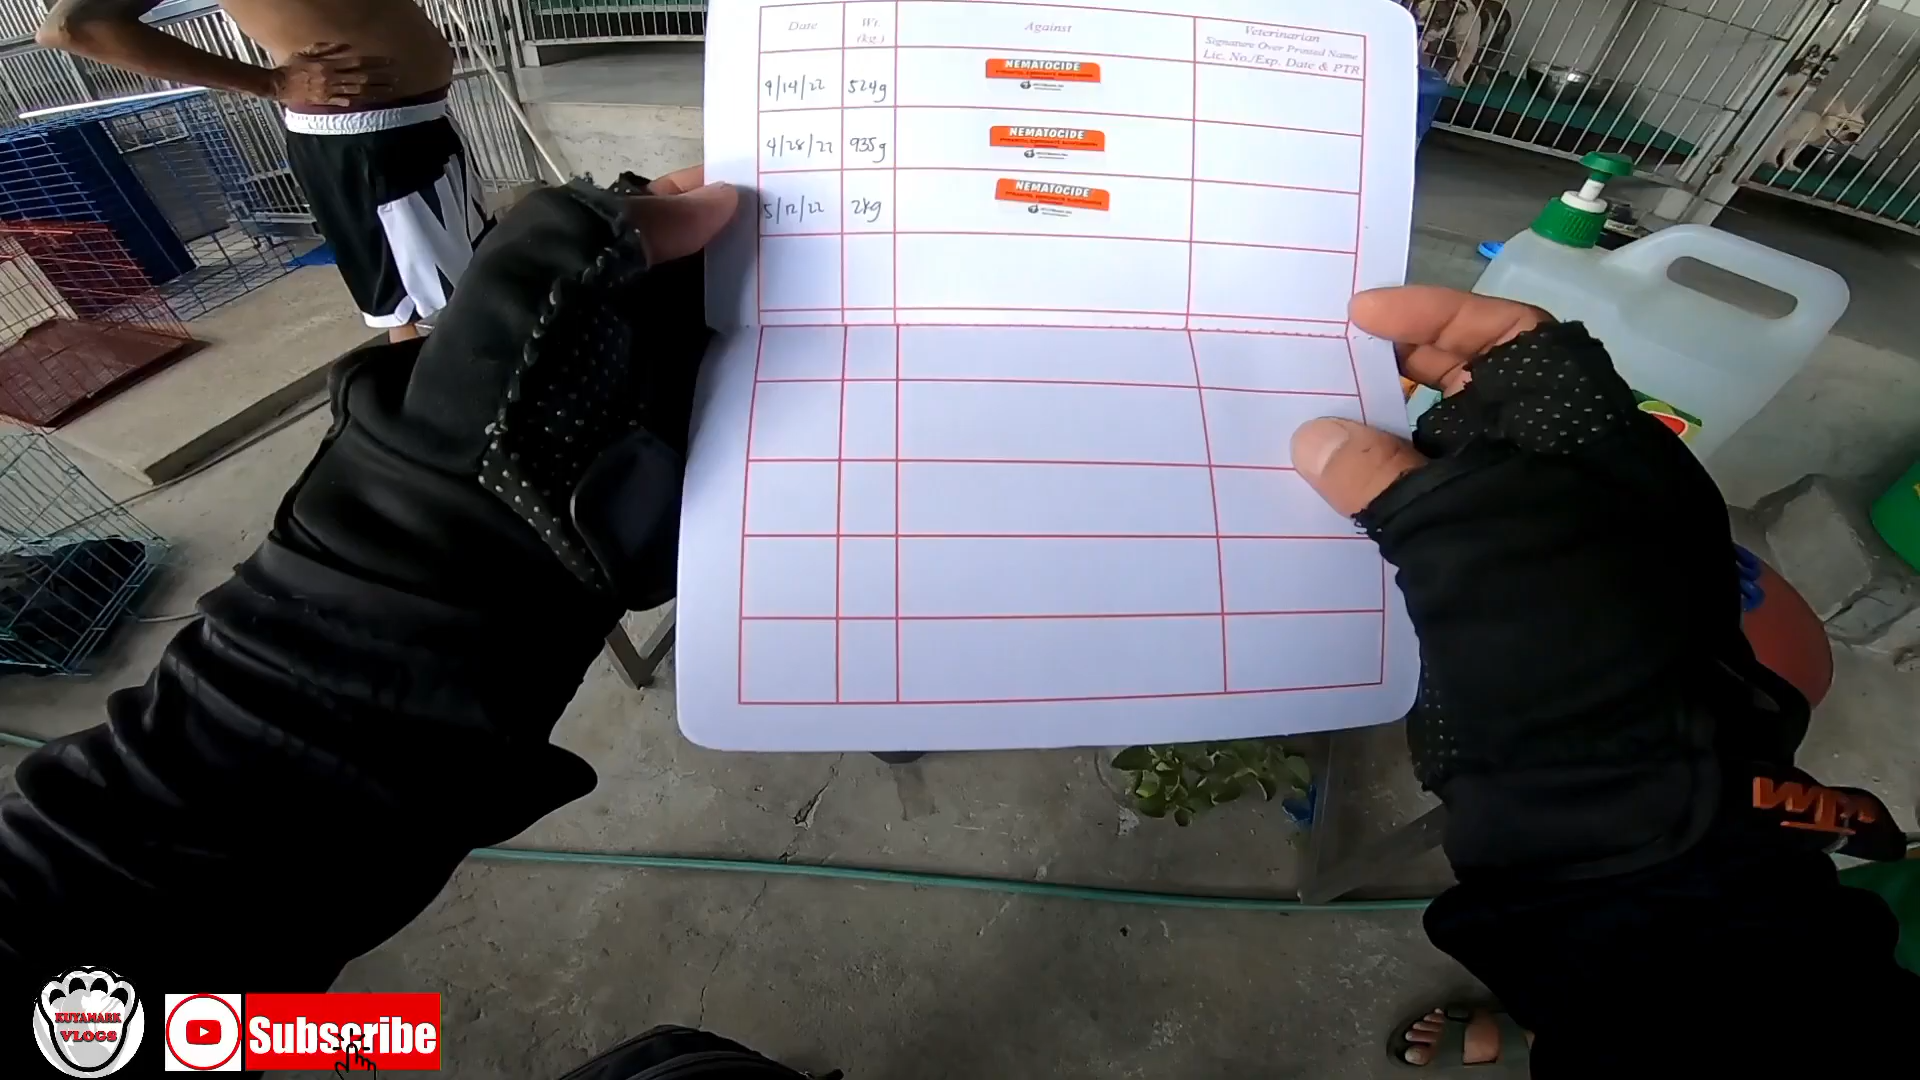 Date Wt. (kg) Against Veterinarian
Signature Over Printed Name
Lic. No./Exp. Date & PTR
9/14/22 524g NEMATOCIDE
4/28/22 935g NEMATOCIDE
5/12/22 2kg NEMATOCIDE
KUYAMARK
VLOGS
Subscribe